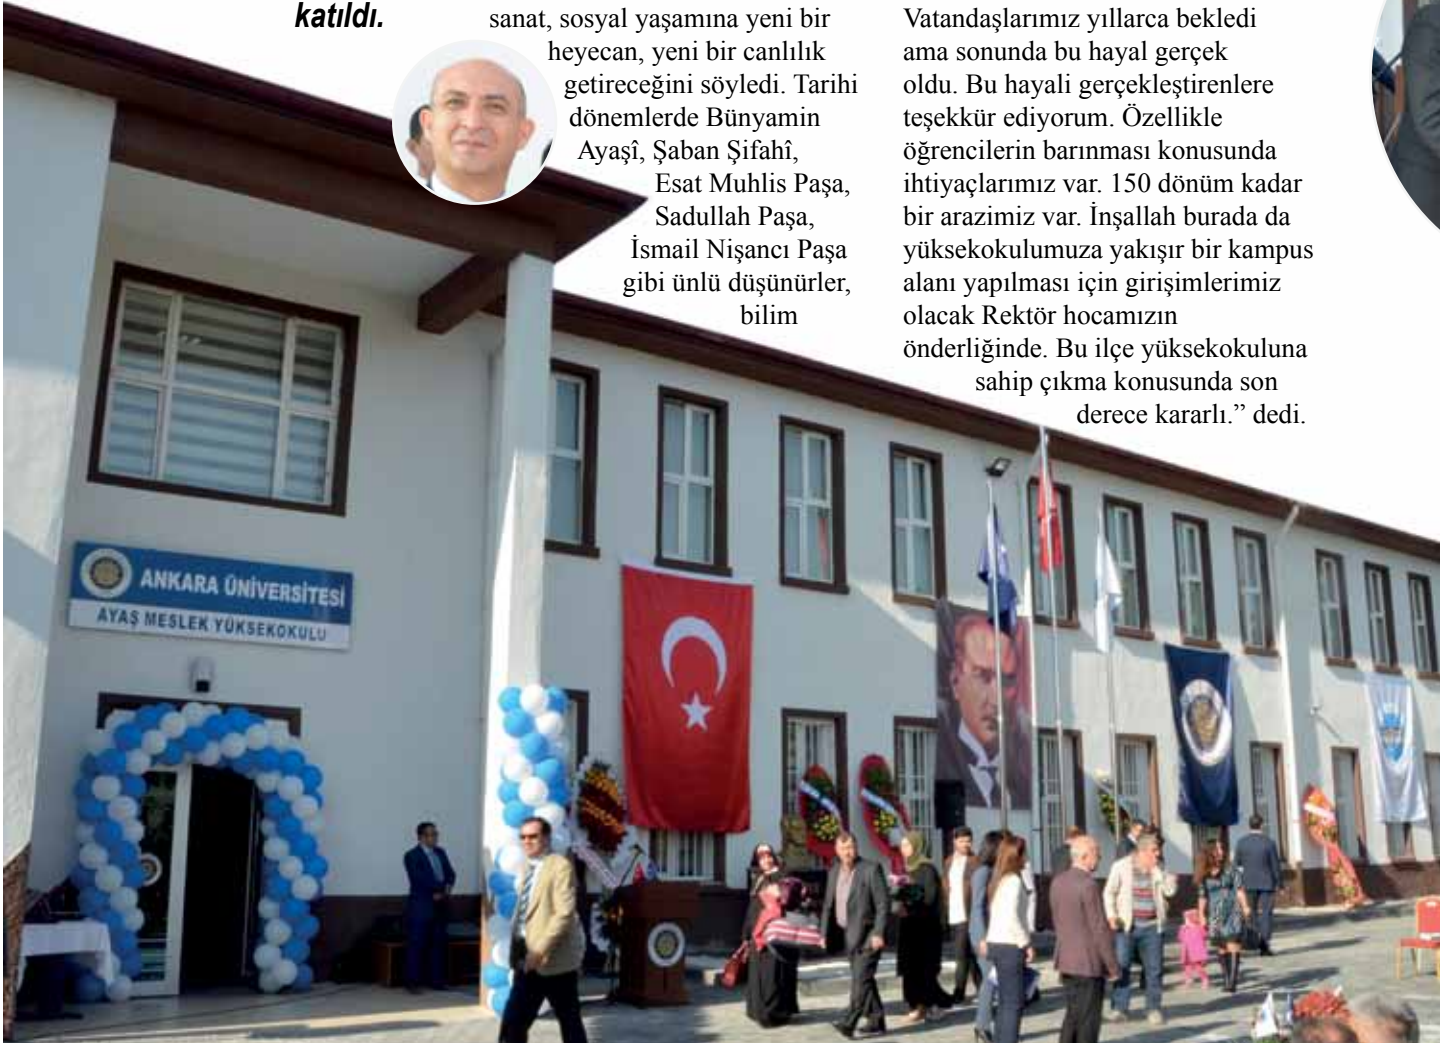 katıldı.
sanat, sosyal yaşamına yeni bir
heyecan, yeni bir canlılık
getireceğini söyledi. Tarihi
dönemlerde Bünyamin
Ayaşî, Şaban Şifahî,
Esat Muhlis Paşa,
Sadullah Paşa,
İsmail Nişancı Paşa
gibi ünlü düşünürler,
bilim
Vatandaşlarımız yıllarca bekledi
ama sonunda bu hayal gerçek
oldu. Bu hayali gerçekleştirenlere
teşekkür ediyorum. Özellikle
öğrencilerin barınması konusunda
ihtiyaçlarımız var. 150 dönüm kadar
bir arazimiz var. İnşallah burada da
yüksekokulumuza yakışır bir kampus
alanı yapılması için girişimlerimiz
olacak Rektör hocamızın
önderliğinde. Bu ilçe yüksekokuluna
sahip çıkma konusunda son
derece kararlı.” dedi.
ANKARA ÜNİVERSİTESİ
AYAŞ MESLEK YÜKSEKOKULU